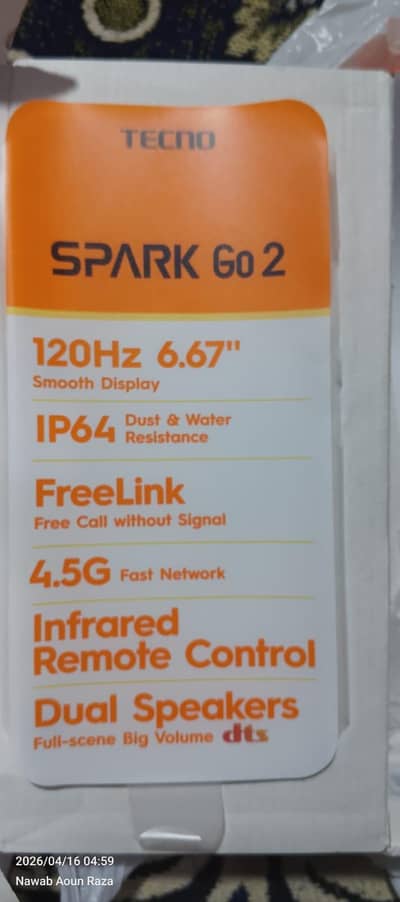 TECNO
SPARK Go 2
120Hz 6.67"
Smooth Display
IP64 Dust & Water
Resistance
FreeLink
Free Call without Signal
4.5G Fast Network
Infrared
Remote Control
Dual Speakers
Full-scene Big Volume dts
2026/04/16 04:59
Nawab Aoun Raza